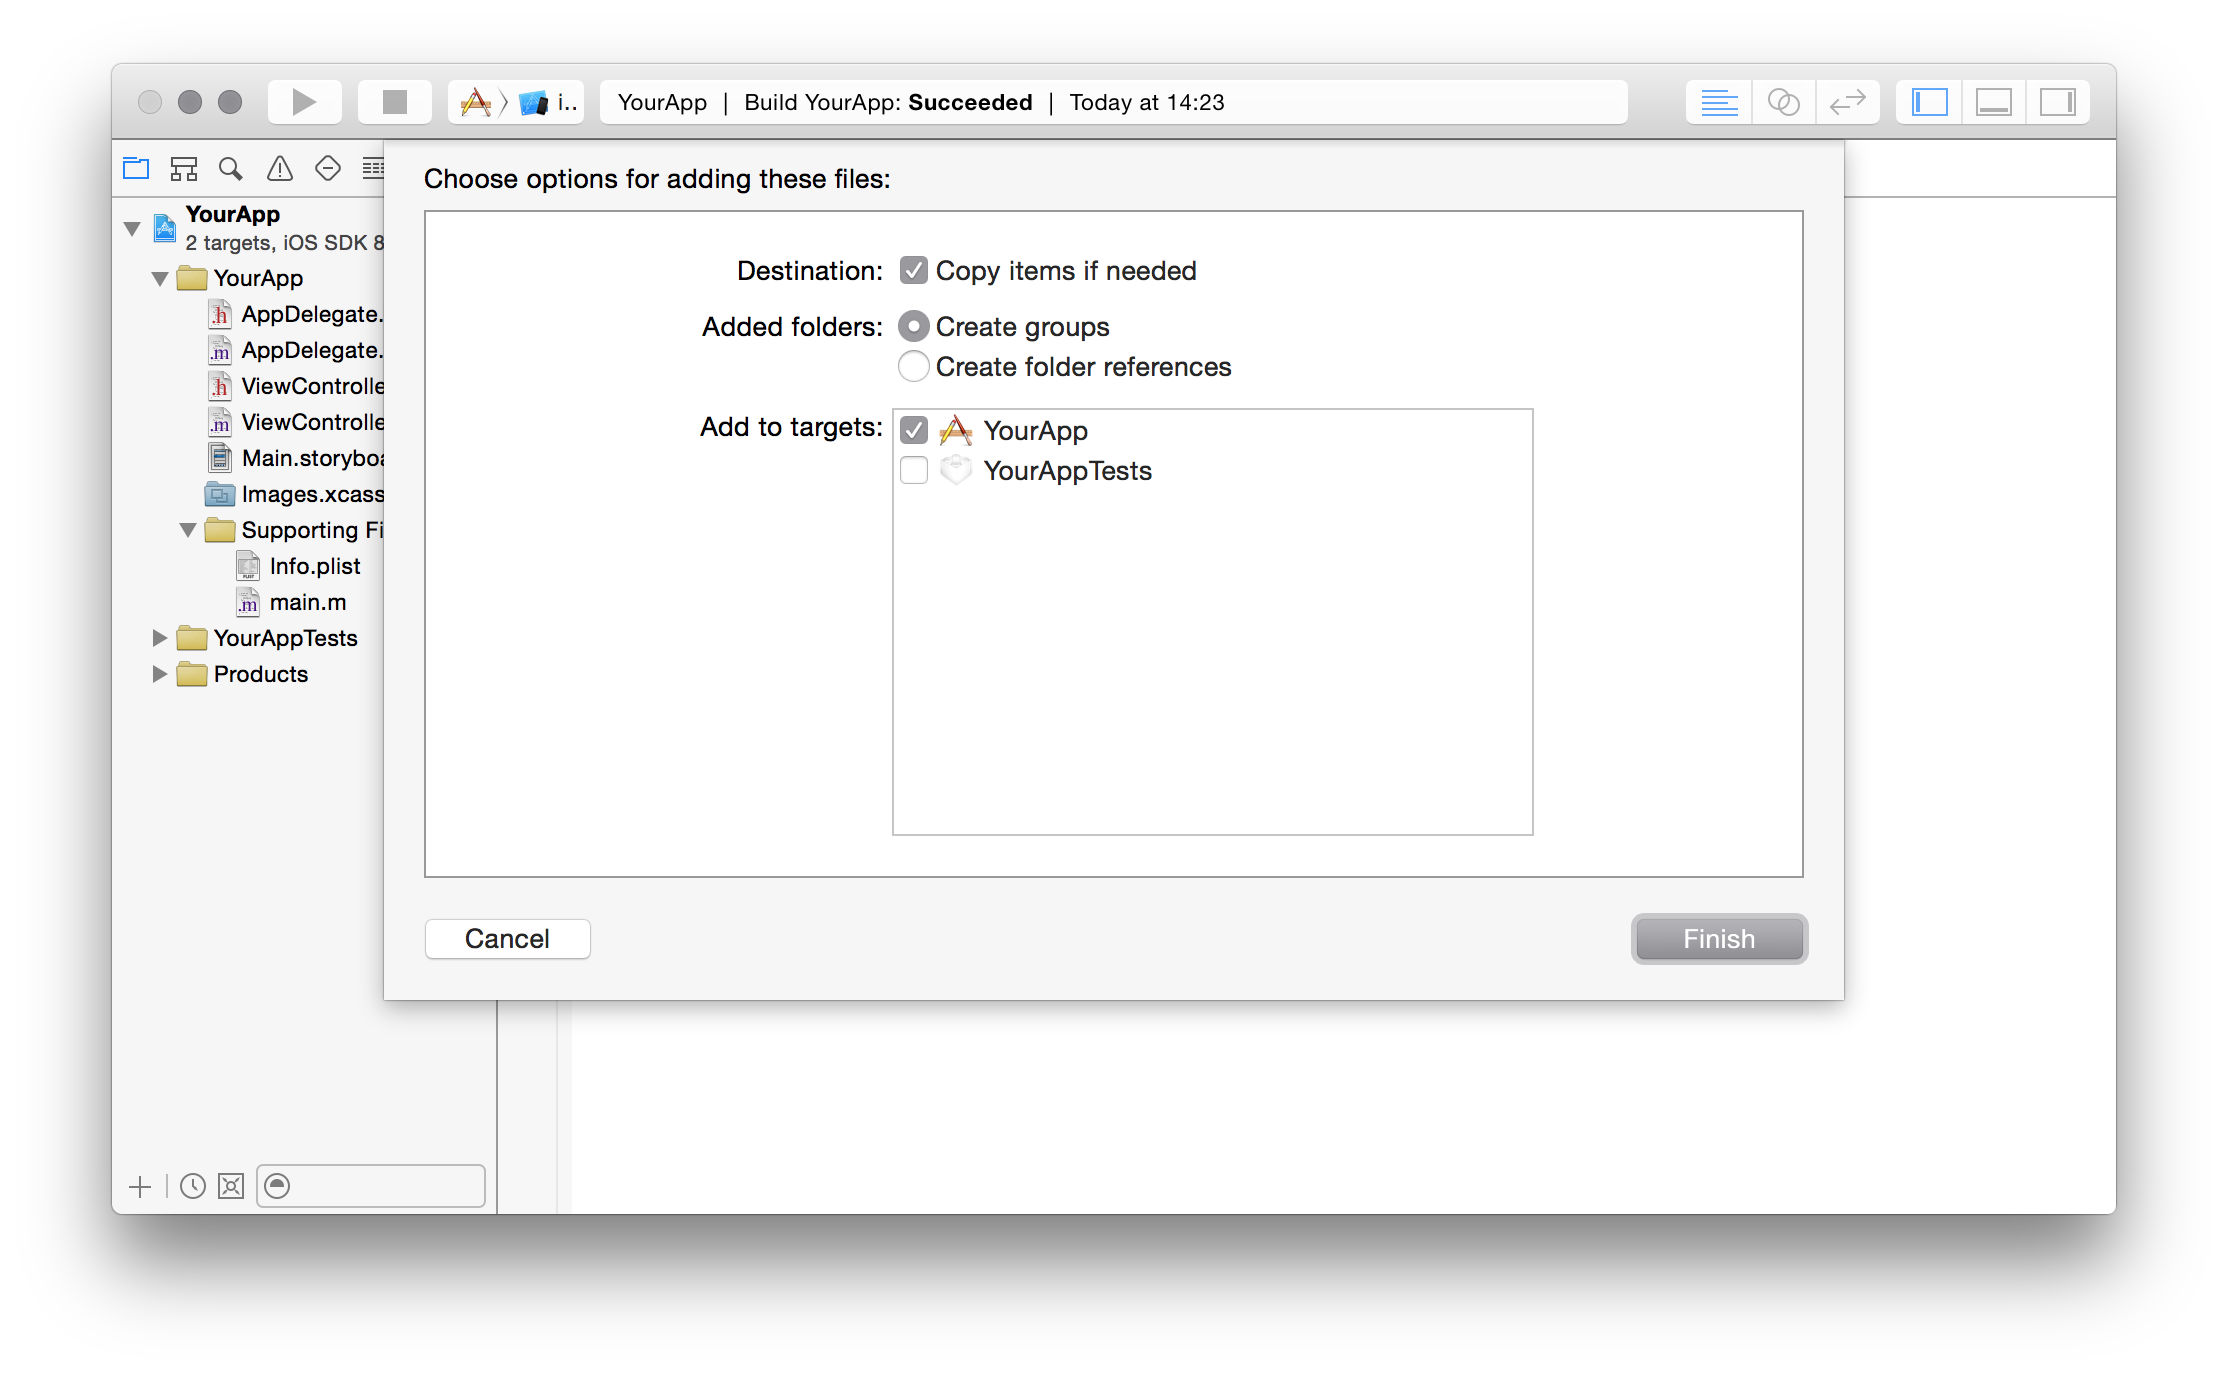 i..
YourApp | Build YourApp: Succeeded | Today at 14:23
YourApp
2 targets, iOS SDK 8
YourApp
.h AppDelegate.
.m AppDelegate.
.h ViewControlle
.m ViewControlle
Main.storyboa
Images.xcass
Supporting Fi
PLIST Info.plist
.m main.m
YourAppTests
Products
Choose options for adding these files:
Destination: Copy items if needed
Added folders: Create groups
Create folder references
Add to targets: YourApp
YourAppTests
Cancel
Finish